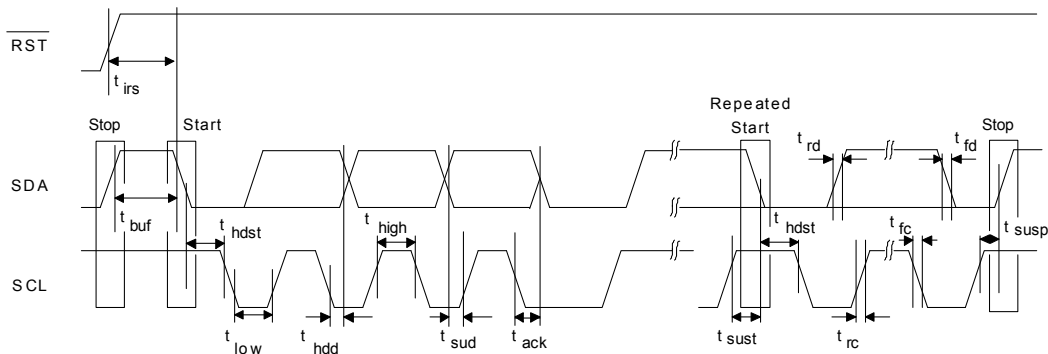 RST
t irs
Repeated
Stop Start Start Stop
t rd t fd
SDA
t buf t hdst t high t hdst t fc t susp
SCL
t low t hdd t sud t ack t sust t rc